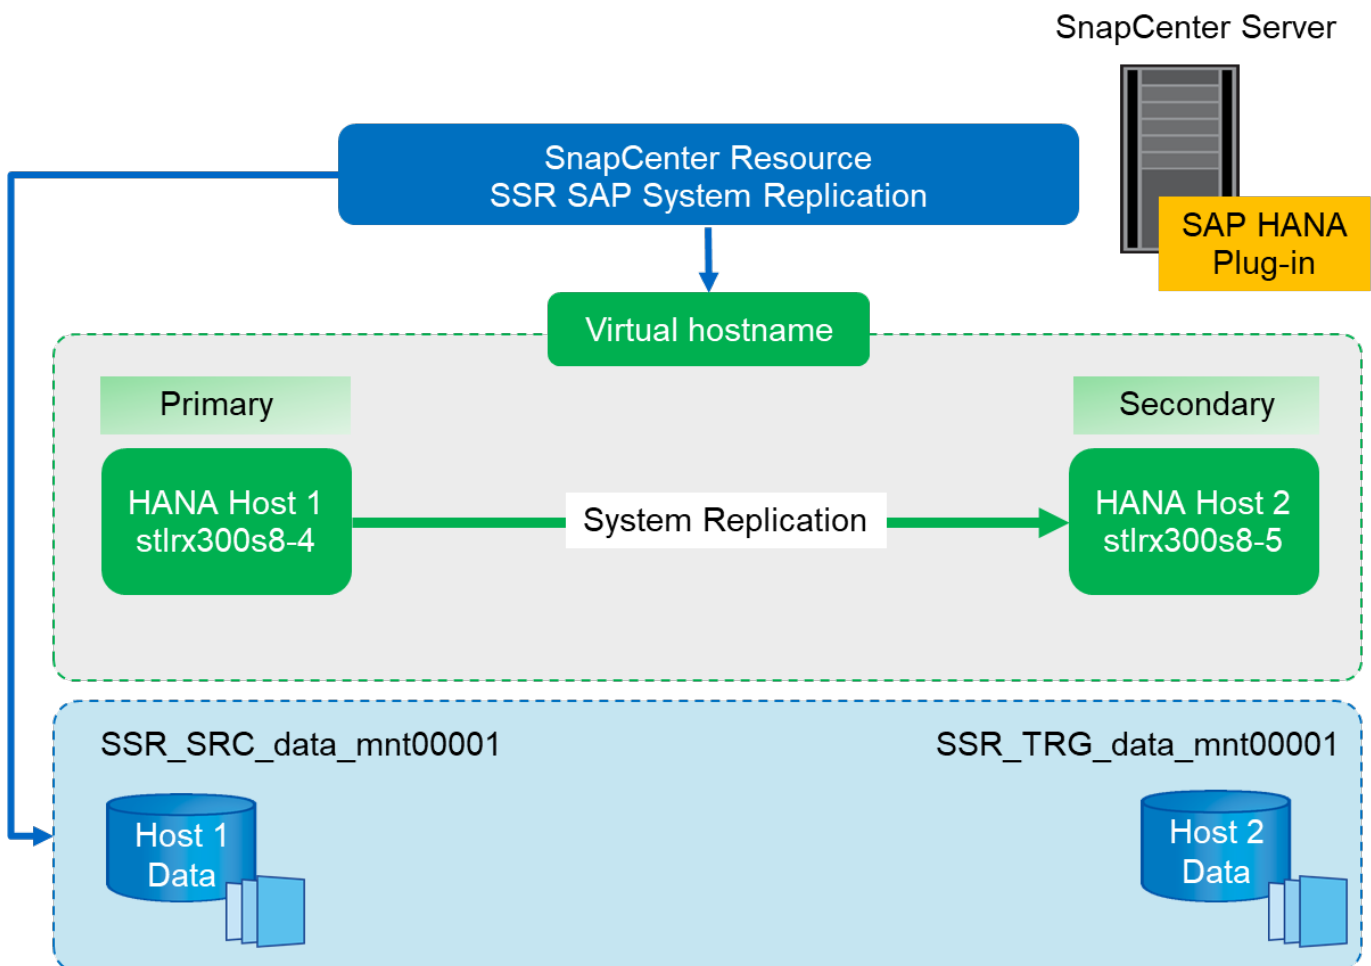 SnapCenter Server
SnapCenter Resource
SSR SAP System Replication
SAP HANA
Plug-in
Virtual hostname
Primary
Secondary
HANA Host 1
stlrx300s8-4
System Replication
HANA Host 2
stlrx300s8-5
SSR_SRC_data_mnt00001
SSR_TRG_data_mnt00001
Host 1
Data
Host 2
Data